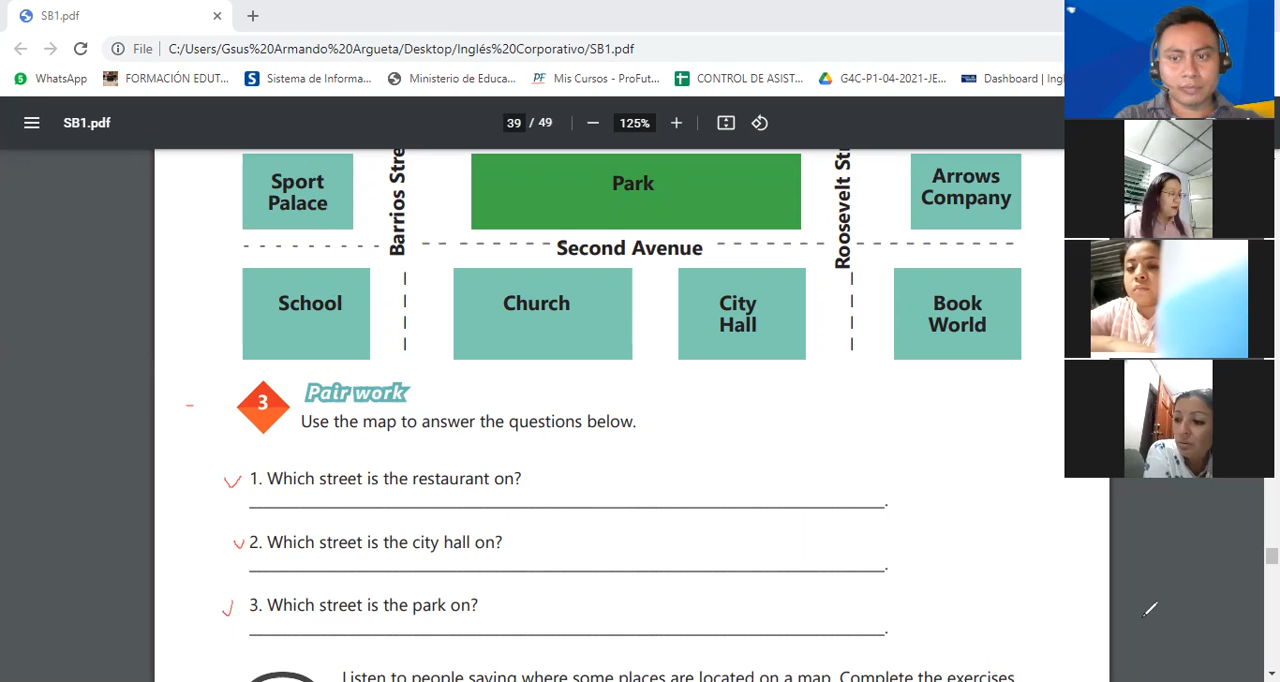 SB1.pdf
File C:/Users/Gsus%20Armando%20Argueta/Desktop/Inglés%20Corporativo/SB1.pdf
WhatsApp FORMACIÓN EDUT... Sistema de Informa... Ministerio de Educa... Mis Cursos - ProFut... CONTROL DE ASIST... G4C-P1-04-2021-JE... Dashboard | Ingl
SB1.pdf 39 / 49 125%
Sport Palace
Barrios Stre
Park
Roosevelt St
Arrows Company
Second Avenue
School
Church
City Hall
Book World
3 Pair work
Use the map to answer the questions below.
1. Which street is the restaurant on?
2. Which street is the city hall on?
3. Which street is the park on?
Listen to people saying where some places are located on a map. Complete the exercises